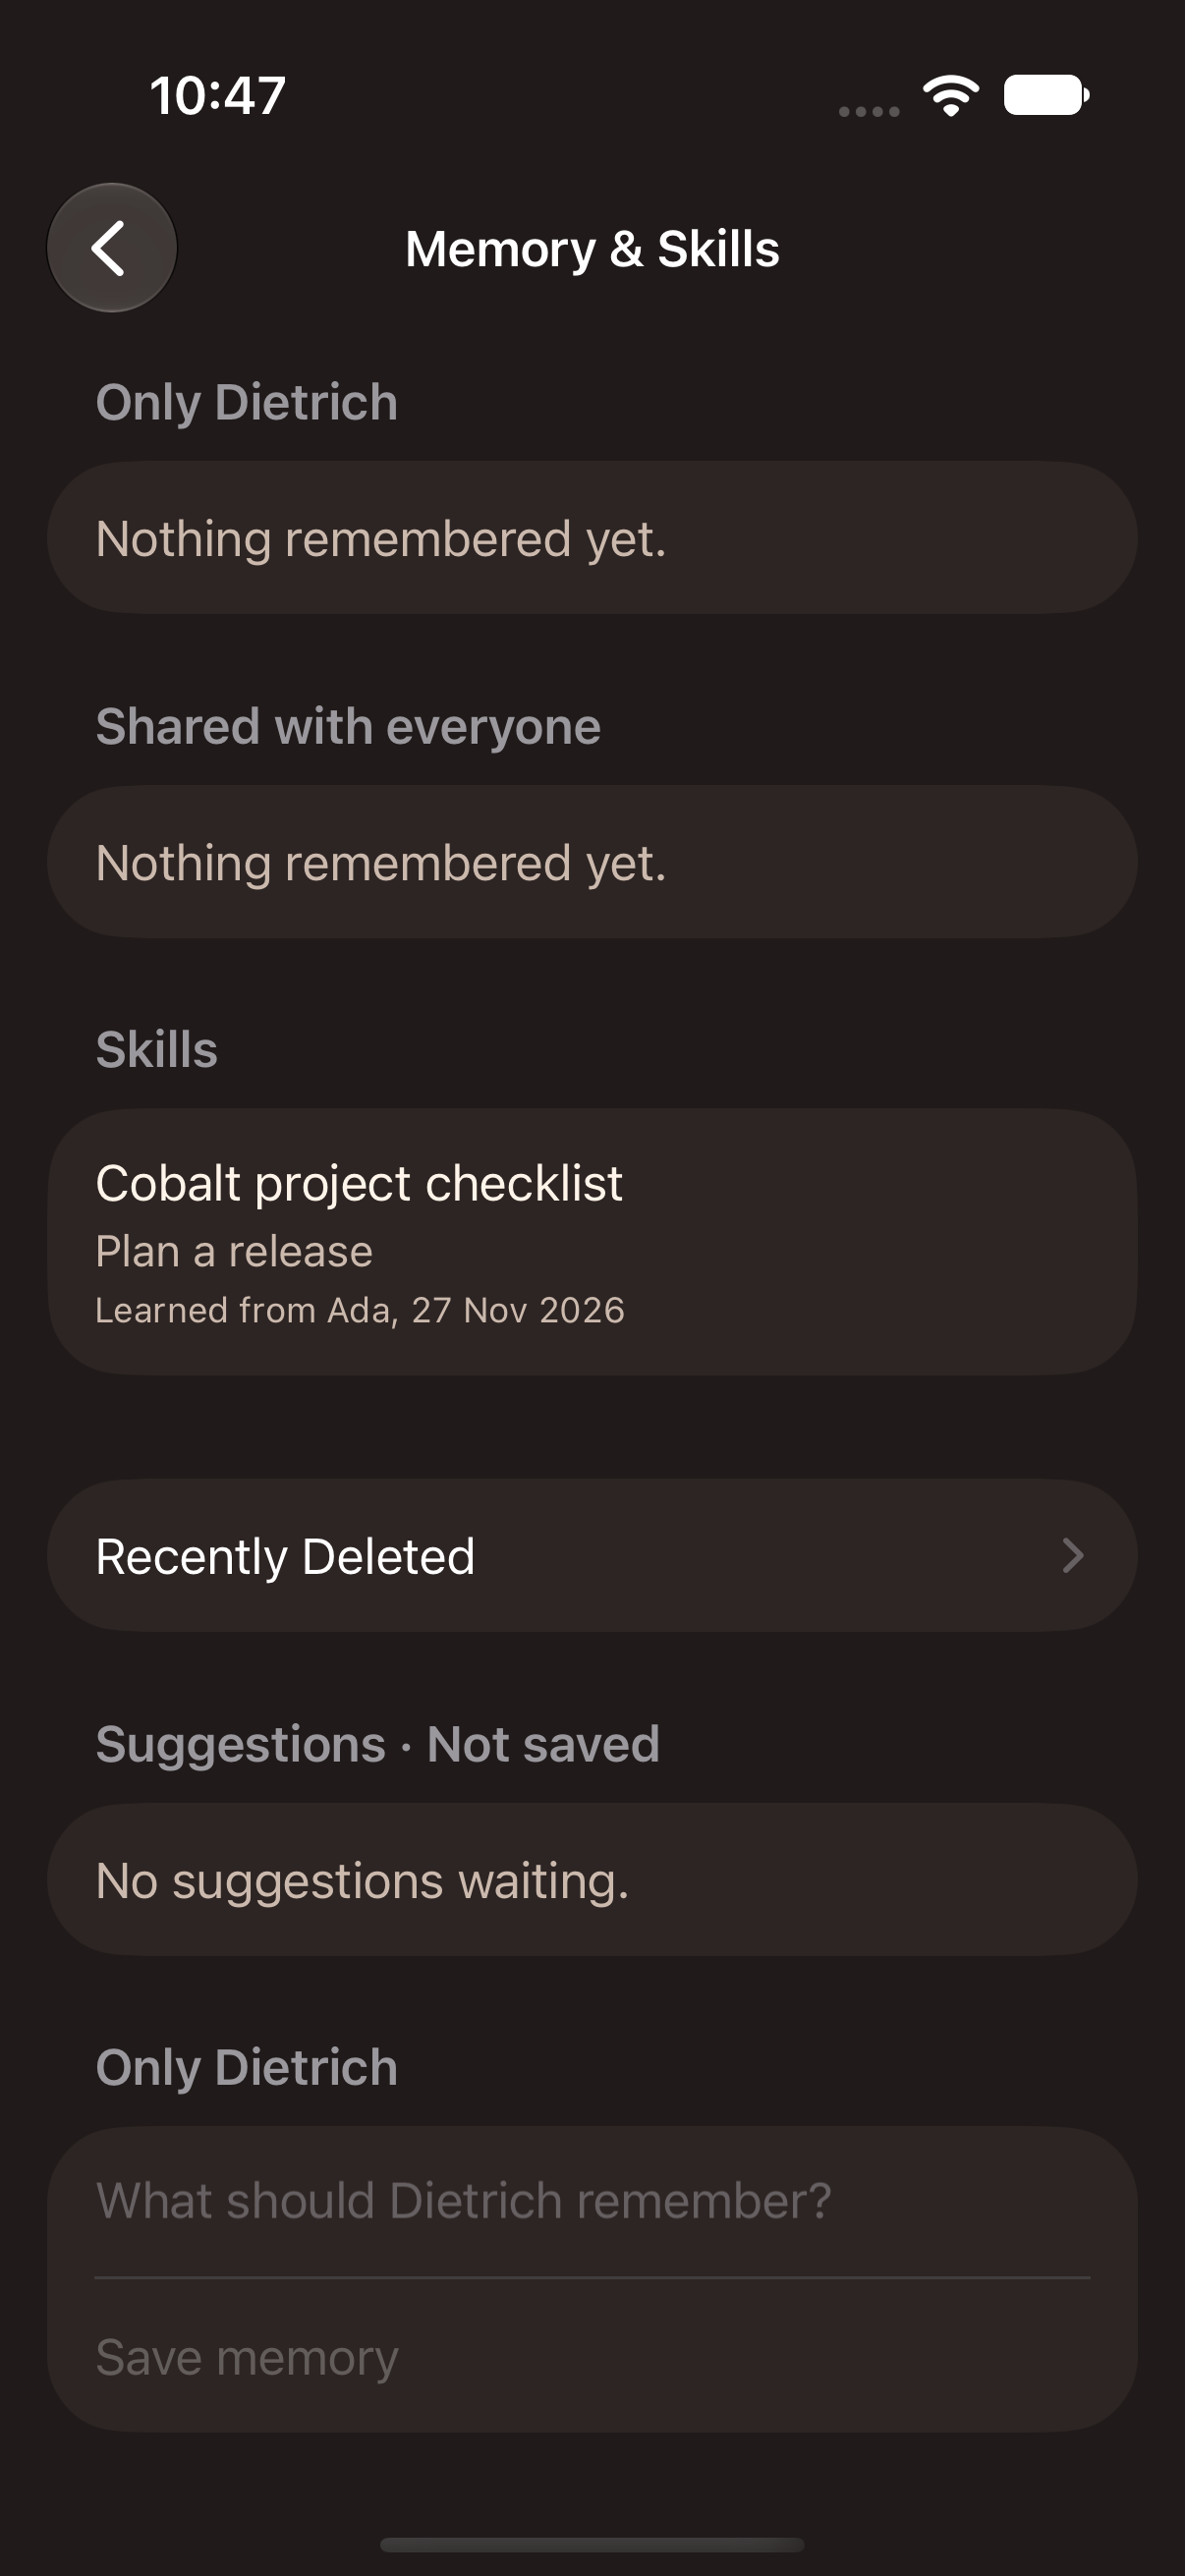 10:47
Memory & Skills
Only Dietrich
Nothing remembered yet.
Shared with everyone
Nothing remembered yet.
Skills
Cobalt project checklist
Plan a release
Learned from Ada, 27 Nov 2026
Recently Deleted
Suggestions · Not saved
No suggestions waiting.
Only Dietrich
What should Dietrich remember?
Save memory